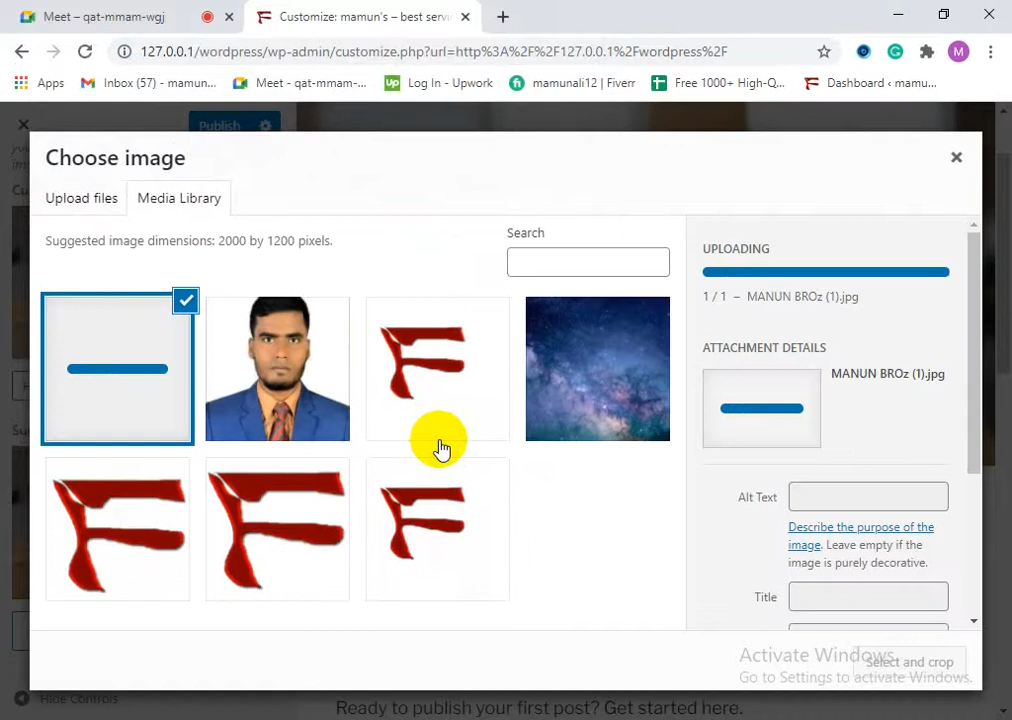 Meet – qat-mmam-wgj
Customize: mamun's – best servi
127.0.0.1/wordpress/wp-admin/customize.php?url=http%3A%2F%2F127.0.0.1%2Fwordpress%2F
M
Apps
Inbox (57) - mamun...
Meet - qat-mmam-...
up
Log In - Upwork
fi
mamunali12 | Fiverr
Free 1000+ High-Q...
Dashboard ‹ mamu...
Publish
Choose image
Upload files
Media Library
Suggested image dimensions: 2000 by 1200 pixels.
Search
UPLOADING
1 / 1 – MANUN BROz (1).jpg
ATTACHMENT DETAILS
MANUN BROz (1).jpg
Alt Text
Describe the purpose of the
image. Leave empty if the
image is purely decorative.
Title
Select and crop
Activate Windows
Go to Settings to activate Windows.
Hide Controls
Ready to publish your first post? Get started here.